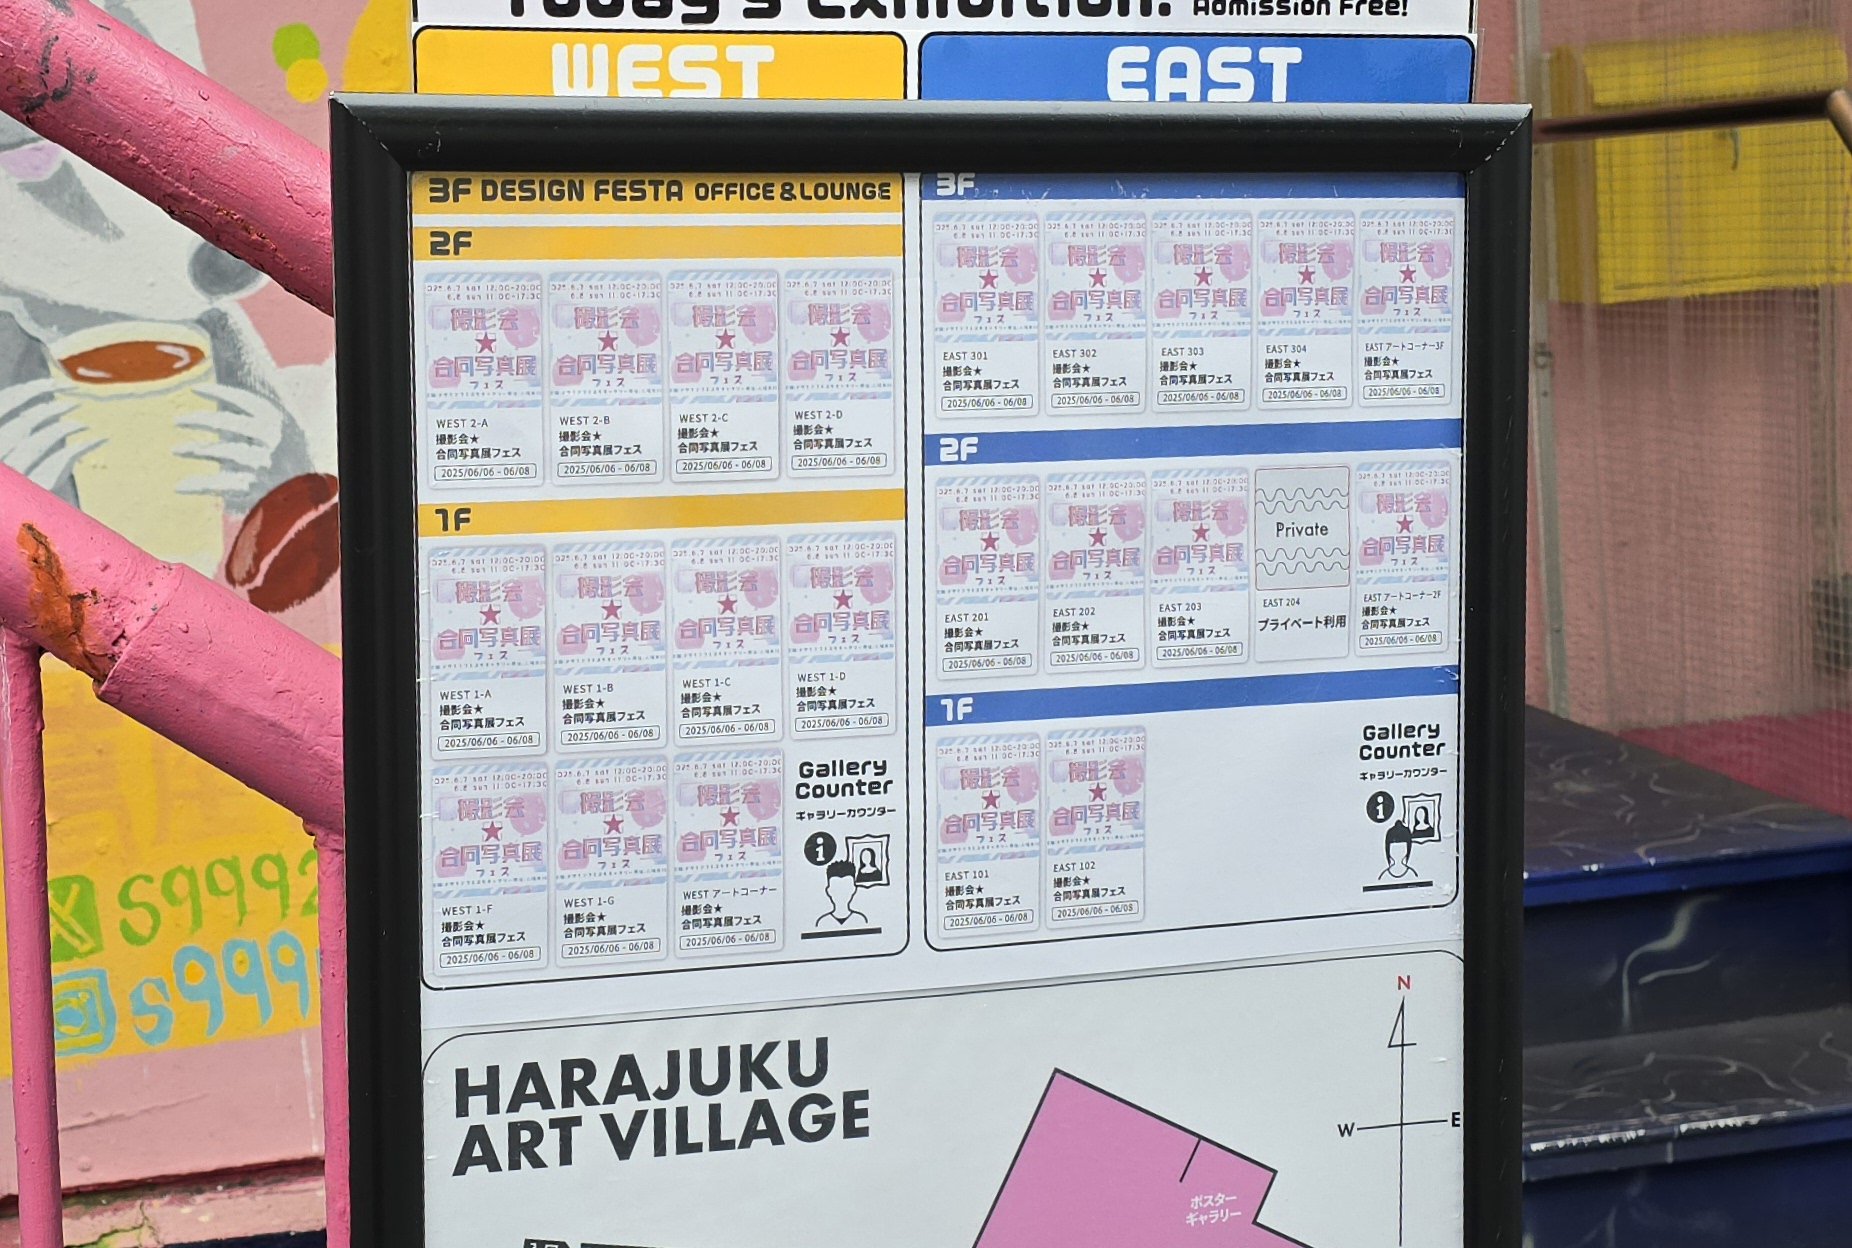 Today's Exhibition. Admission Free!
WEST
3F DESIGN FESTA OFFICE & LOUNGE
2F
WEST 2-A
撮影会★
合同写真展フェス
2025/06/06 - 06/08
WEST 2-B
撮影会★
合同写真展フェス
2025/06/06 - 06/08
WEST 2-C
撮影会★
合同写真展フェス
2025/06/06 - 06/08
WEST 2-D
撮影会★
合同写真展フェス
2025/06/06 - 06/08
1F
WEST 1-A
撮影会★
合同写真展フェス
2025/06/06 - 06/08
WEST 1-B
撮影会★
合同写真展フェス
2025/06/06 - 06/08
WEST 1-C
撮影会★
合同写真展フェス
2025/06/06 - 06/08
WEST 1-D
撮影会★
合同写真展フェス
2025/06/06 - 06/08
WEST 1-F
撮影会★
合同写真展フェス
2025/06/06 - 06/08
WEST 1-G
撮影会★
合同写真展フェス
2025/06/06 - 06/08
WEST アートコーナー
撮影会★
合同写真展フェス
2025/06/06 - 06/08
Gallery
Counter
ギャラリーカウンター
EAST
3F
EAST 301
撮影会★
合同写真展フェス
2025/06/06 - 06/08
EAST 302
撮影会★
合同写真展フェス
2025/06/06 - 06/08
EAST 303
撮影会★
合同写真展フェス
2025/06/06 - 06/08
EAST 304
撮影会★
合同写真展フェス
2025/06/06 - 06/08
EAST アートコーナー3F
撮影会★
合同写真展フェス
2025/06/06 - 06/08
2F
EAST 201
撮影会★
合同写真展フェス
2025/06/06 - 06/08
EAST 202
撮影会★
合同写真展フェス
2025/06/06 - 06/08
EAST 203
撮影会★
合同写真展フェス
2025/06/06 - 06/08
Private
EAST 204
プライベート利用
EAST アートコーナー2F
撮影会★
合同写真展フェス
2025/06/06 - 06/08
1F
EAST 101
撮影会★
合同写真展フェス
2025/06/06 - 06/08
EAST 102
撮影会★
合同写真展フェス
2025/06/06 - 06/08
Gallery
Counter
ギャラリーカウンター
HARAJUKU
ART VILLAGE
N
W
E
ポスター
ギャラリー